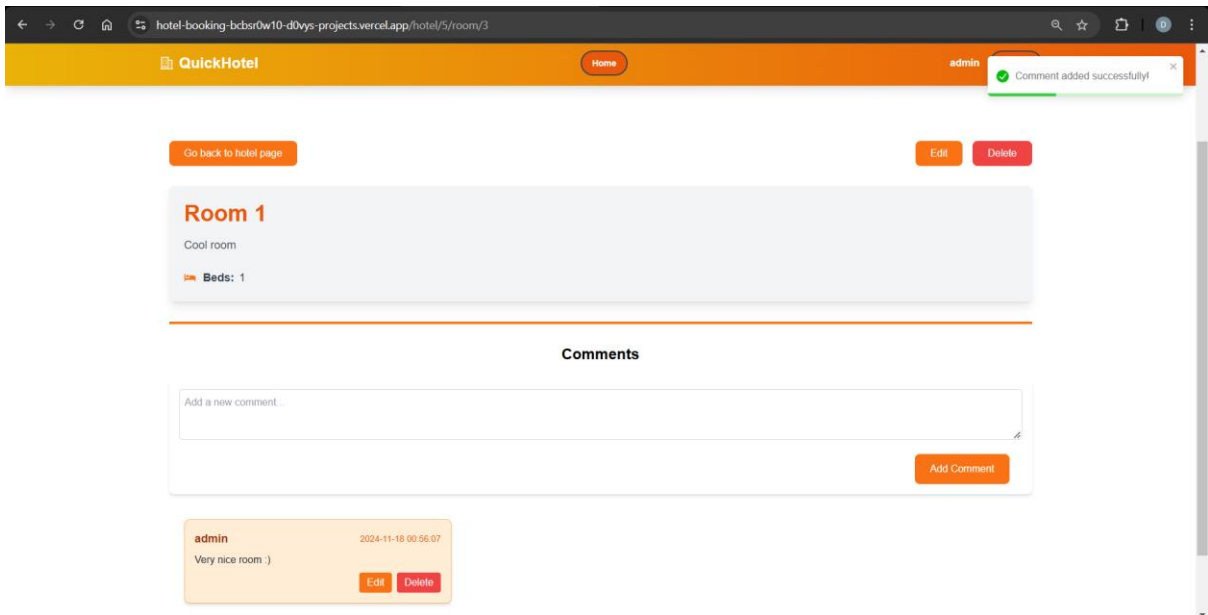 hotel-booking-bcbsr0w10-d0vys-projects.vercel.app/hotel/5/room/3
D
QuickHotel
Home
admin
Comment added successfully!
Go back to hotel page
Edit
Delete
Room 1
Cool room
Beds: 1
Comments
Add a new comment...
Add Comment
admin
2024-11-18 00:56:07
Very nice room :)
Edit
Delete